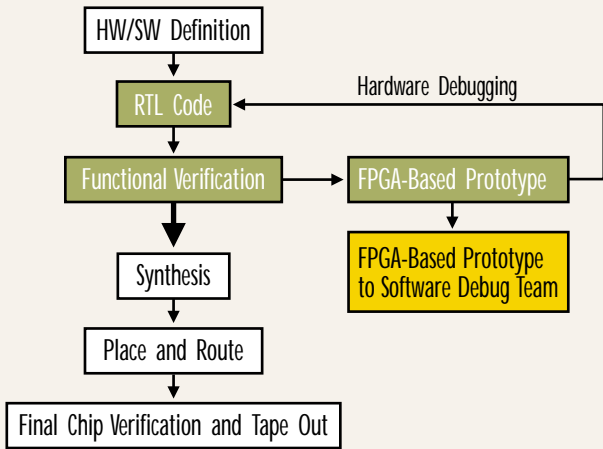 HW/SW Definition
RTL Code
Hardware Debugging
Functional Verification
FPGA-Based Prototype
FPGA-Based Prototype
to Software Debug Team
Synthesis
Place and Route
Final Chip Verification and Tape Out